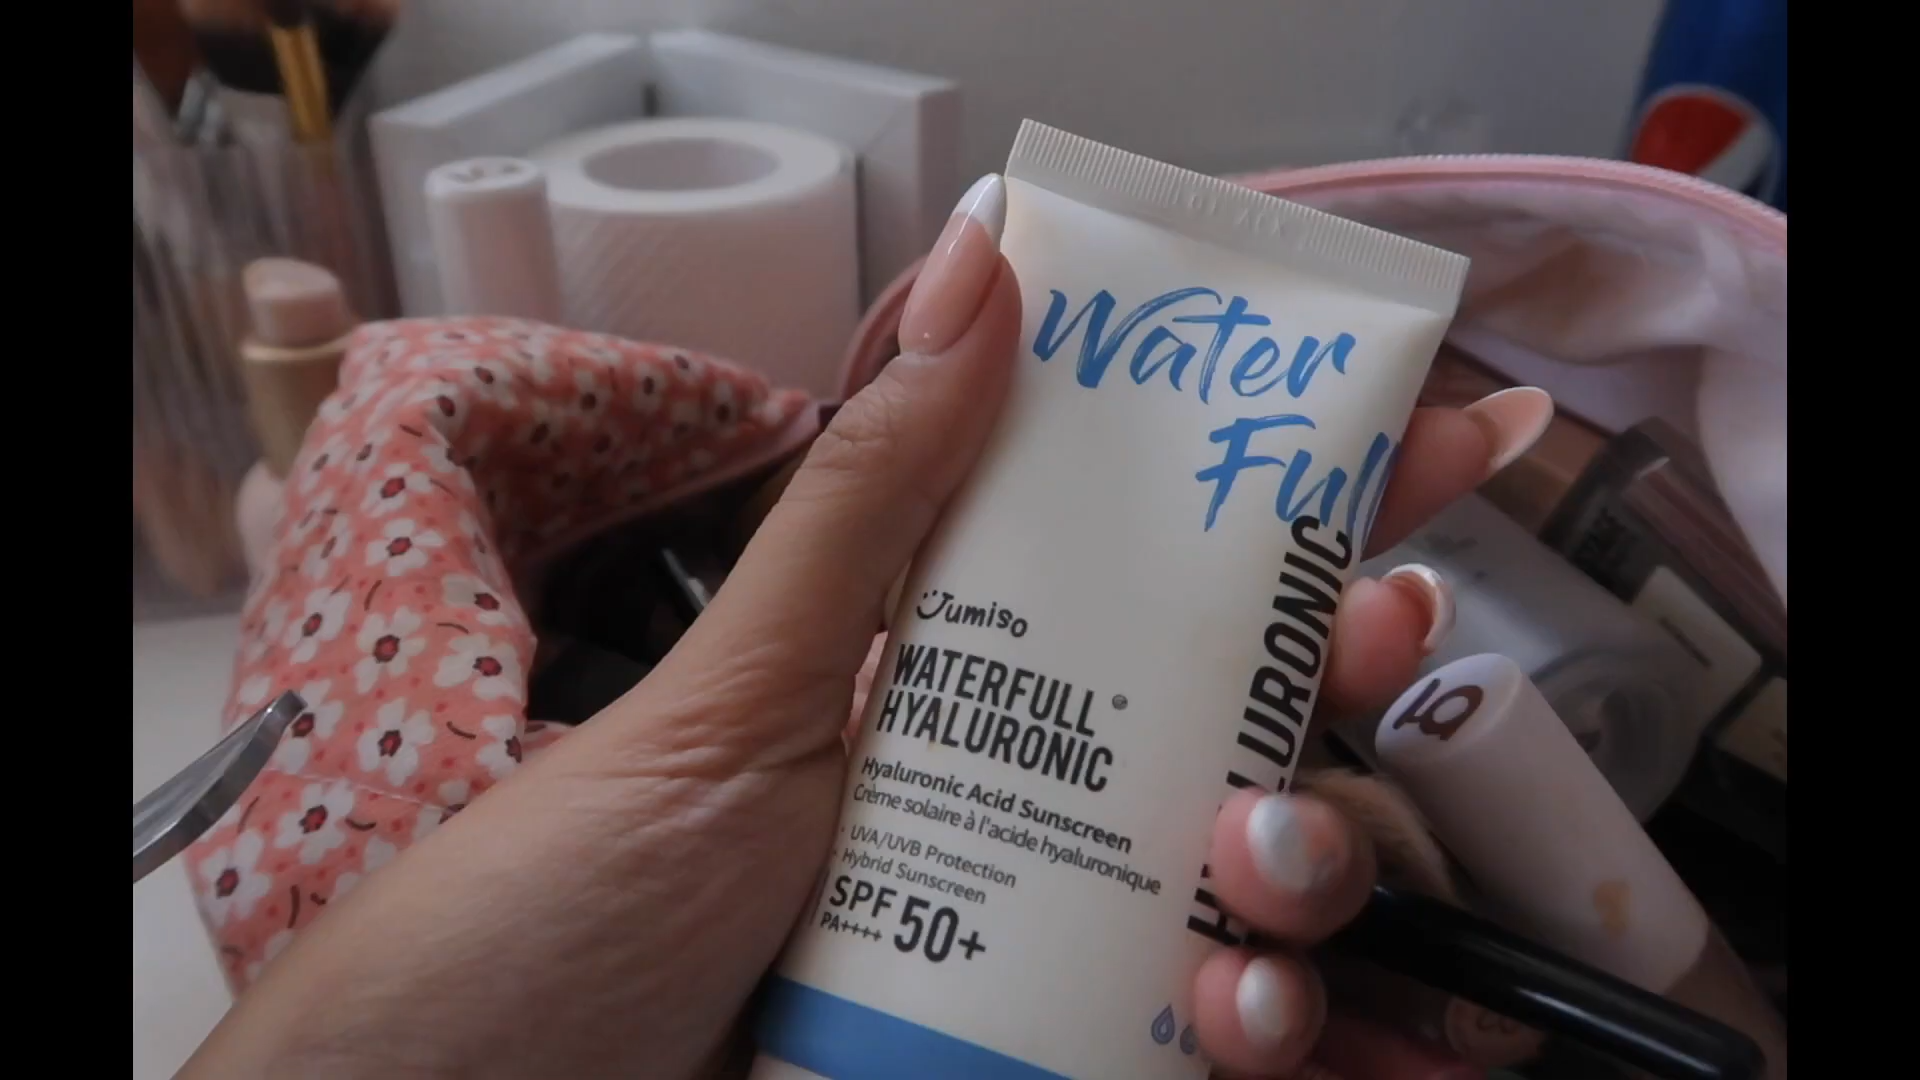 Water
Full
HYALURONIC
Jumiso
WATERFULL
HYALURONIC
Hyaluronic Acid Sunscreen
Crème solaire à l'acide hyaluronique
· UVA/UVB Protection
· Hybrid Sunscreen
SPF 50+
PA++++